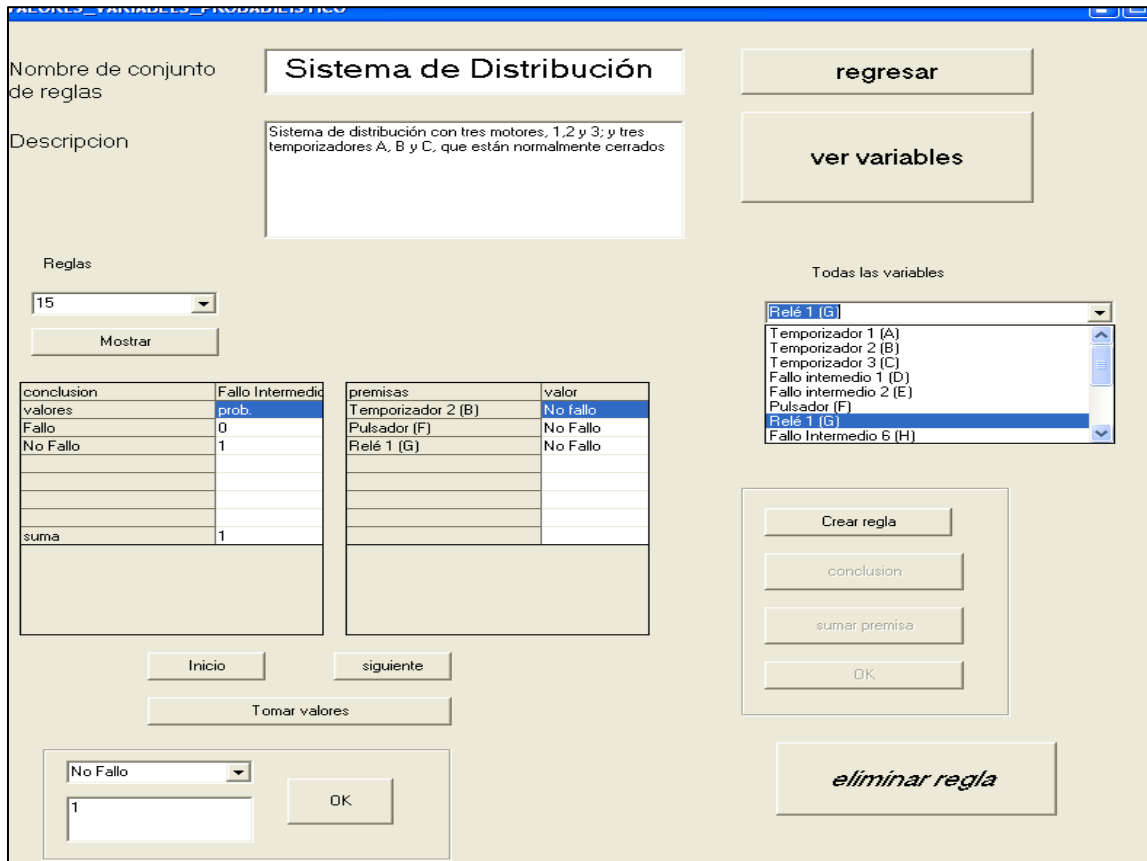 VALORES_VARIABLES_PROBABILISTICO
Nombre de conjunto
de reglas
Sistema de Distribución
regresar
Descripcion
Sistema de distribución con tres motores, 1,2 y 3; y tres
temporizadores A, B y C, que están normalmente cerrados
ver variables
Reglas
Todas las variables
15
Relé 1 (G)
Mostrar
Temporizador 1 (A)
Temporizador 2 (B)
Temporizador 3 (C)
Fallo intemedio 1 (D)
Fallo intermedio 2 (E)
Pulsador (F)
Relé 1 (G)
Fallo Intermedio 6 (H)
conclusion Fallo Intermedio
valores prob.
Fallo 0
No Fallo 1
suma 1
premisas valor
Temporizador 2 (B) No fallo
Pulsador (F) No Fallo
Relé 1 (G) No Fallo
Crear regla
conclusion
sumar premisa
OK
Inicio siguiente
Tomar valores
No Fallo
1
OK
eliminar regla